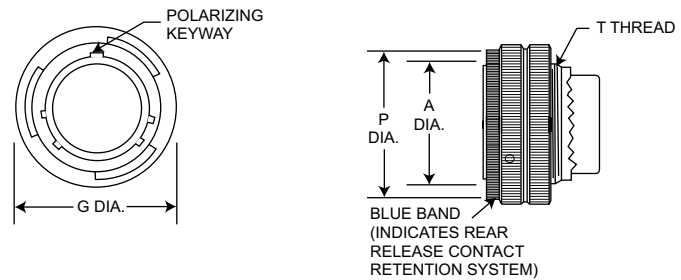 POLARIZING
KEYWAY
G DIA.
T THREAD
P
DIA.
A
DIA.
BLUE BAND
(INDICATES REAR
RELEASE CONTACT
RETENTION SYSTEM)